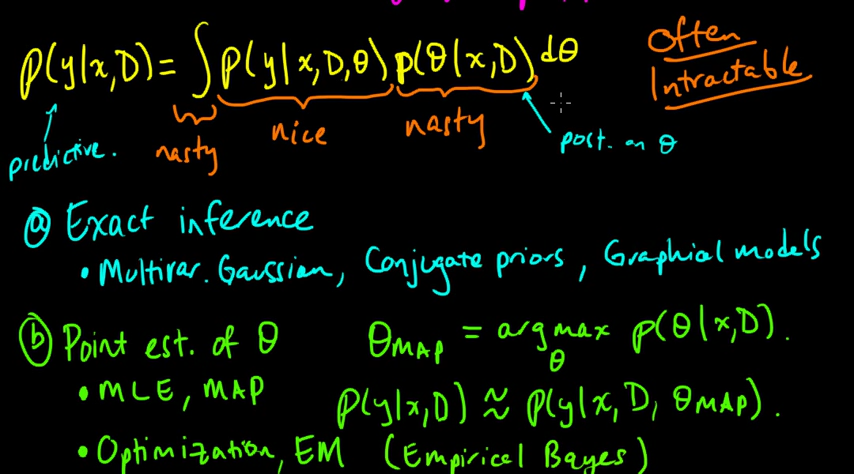 p(y|x,D) = ∫ p(y|x,D,θ) p(θ|x,D) dθ
Often
Intractable
predictive.
nasty
nice
nasty
post. on θ
ⓐ Exact inference
• Multivar. Gaussian, Conjugate priors, Graphical models
ⓑ Point est. of θ
θMAP = argmax θ p(θ|x,D).
• MLE, MAP
p(y|x,D) ≈ p(y|x,D,θMAP).
• Optimization, EM (Empirical Bayes)